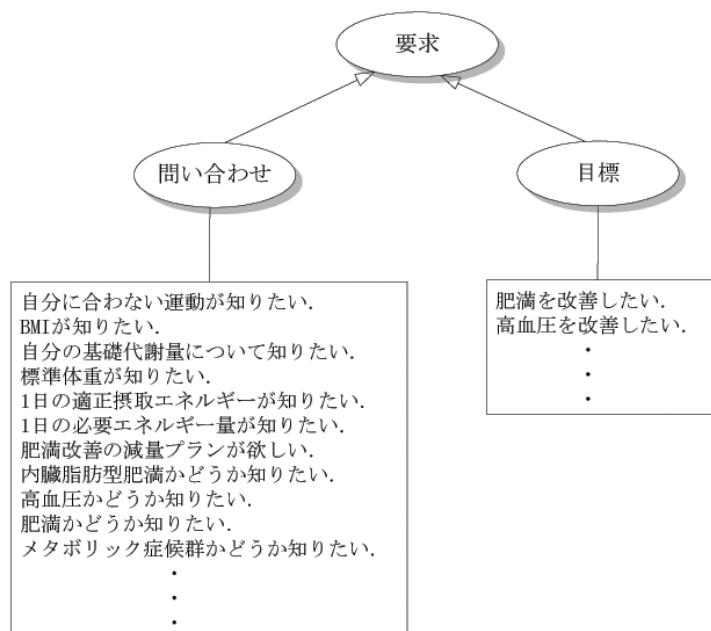 要求
問い合わせ
目標
自分に合わない運動が知りたい.
BMIが知りたい.
自分の基礎代謝量について知りたい.
標準体重が知りたい.
1日の適正摂取エネルギーが知りたい.
1日の必要エネルギー量が知りたい.
肥満改善の減量プランが欲しい.
内臓脂肪型肥満かどうか知りたい.
高血圧かどうか知りたい.
肥満かどうか知りたい.
メタボリック症候群かどうか知りたい.
・
・
・
肥満を改善したい.
高血圧を改善したい.
・
・
・